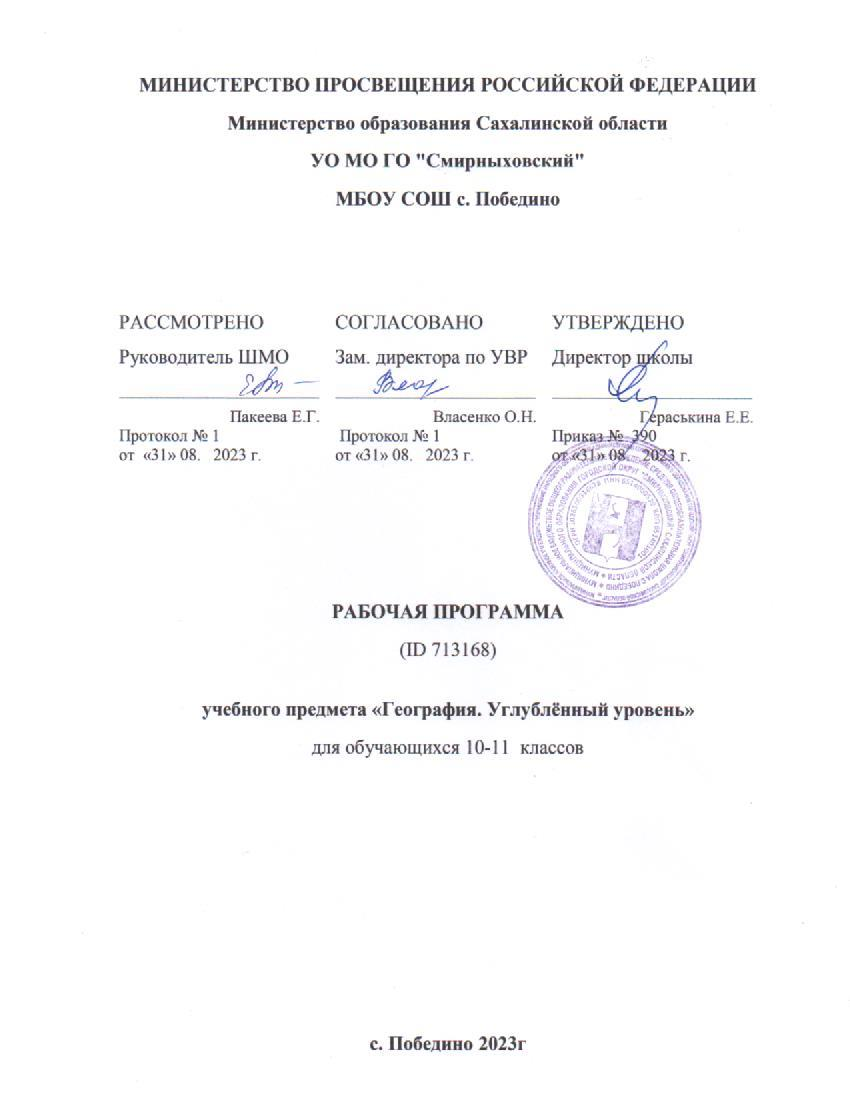 МИНИСТЕРСТВО ПРОСВЕЩЕНИЯ РОССИЙСКОЙ ФЕДЕРАЦИИ
Министерство образования Сахалинской области
УО МО ГО "Смирныховский"
МБОУ СОШ с. Победино
РАССМОТРЕНО СОГЛАСОВАНО УТВЕРЖДЕНО
Руководитель ШМО Зам. директора по УВР Директор школы
Пакеева Е.Г. Власенко О.Н. Гераськина Е.Е.
Протокол № 1 Протокол № 1 Приказ № 390
от «31» 08. 2023 г. от «31» 08. 2023 г. от «31» 08. 2023 г.
РАБОЧАЯ ПРОГРАММА
(ID 713168)
учебного предмета «География. Углублённый уровень»
для обучающихся 10-11 классов
с. Победино 2023г